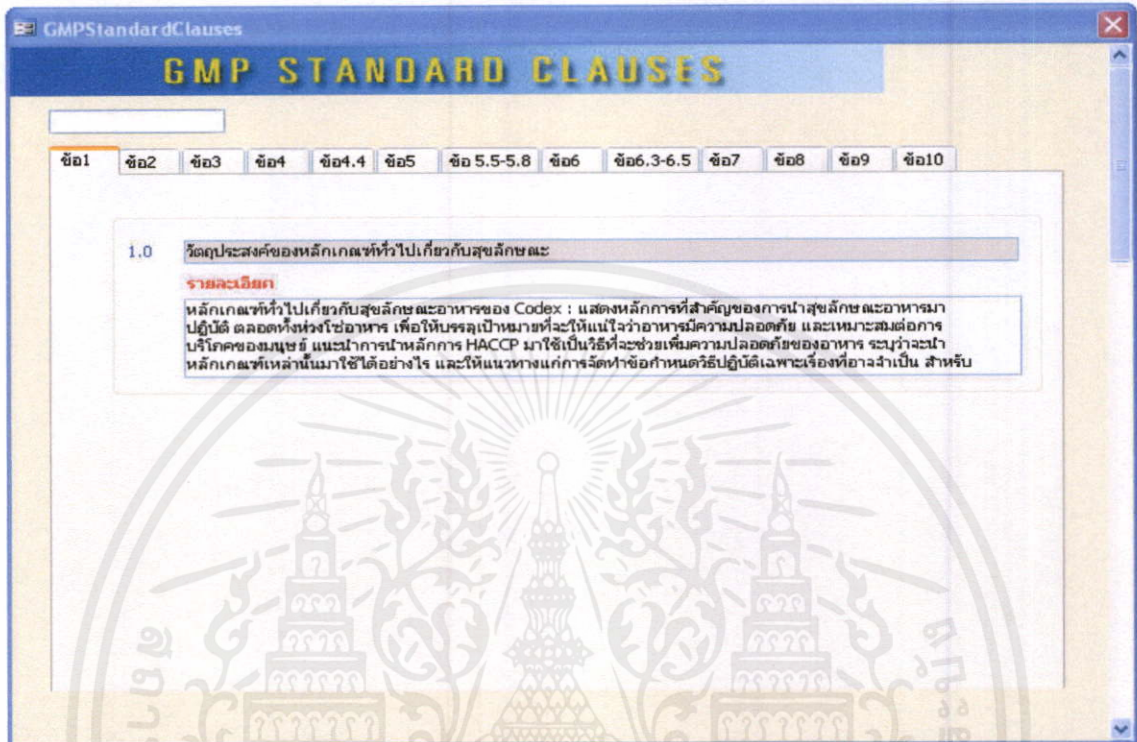 GMPStandardClauses
GMP STANDARD CLAUSES
ข้อ1 ข้อ2 ข้อ3 ข้อ4 ข้อ4.4 ข้อ5 ข้อ 5.5-5.8 ข้อ6 ข้อ6.3-6.5 ข้อ7 ข้อ8 ข้อ9 ข้อ10
1.0 วัตถุประสงค์ของหลักเกณฑ์ทั่วไปเกี่ยวกับสุขลักษณะ
รายละเอียด
หลักเกณฑ์ทั่วไปเกี่ยวกับสุขลักษณะอาหารของ Codex : แสดงหลักการที่สำคัญของการนำสุขลักษณะอาหารมา
ปฏิบัติ ตลอดทั้งห่วงโซ่อาหาร เพื่อให้บรรลุเป้าหมายที่จะให้แน่ใจว่าอาหารมีความปลอดภัย และเหมาะสมต่อการ
บริโภคของมนุษย์ แนะนำการนำหลักการ HACCP มาใช้เป็นวิธีที่จะช่วยเพิ่มความปลอดภัยของอาหาร ระบุว่าจะนำ
หลักเกณฑ์เหล่านั้นมาใช้ได้อย่างไร และให้แนวทางแก่การจัดทำข้อกำหนดวิธีปฏิบัติเฉพาะเรื่องที่อาจจำเป็น สำหรับ